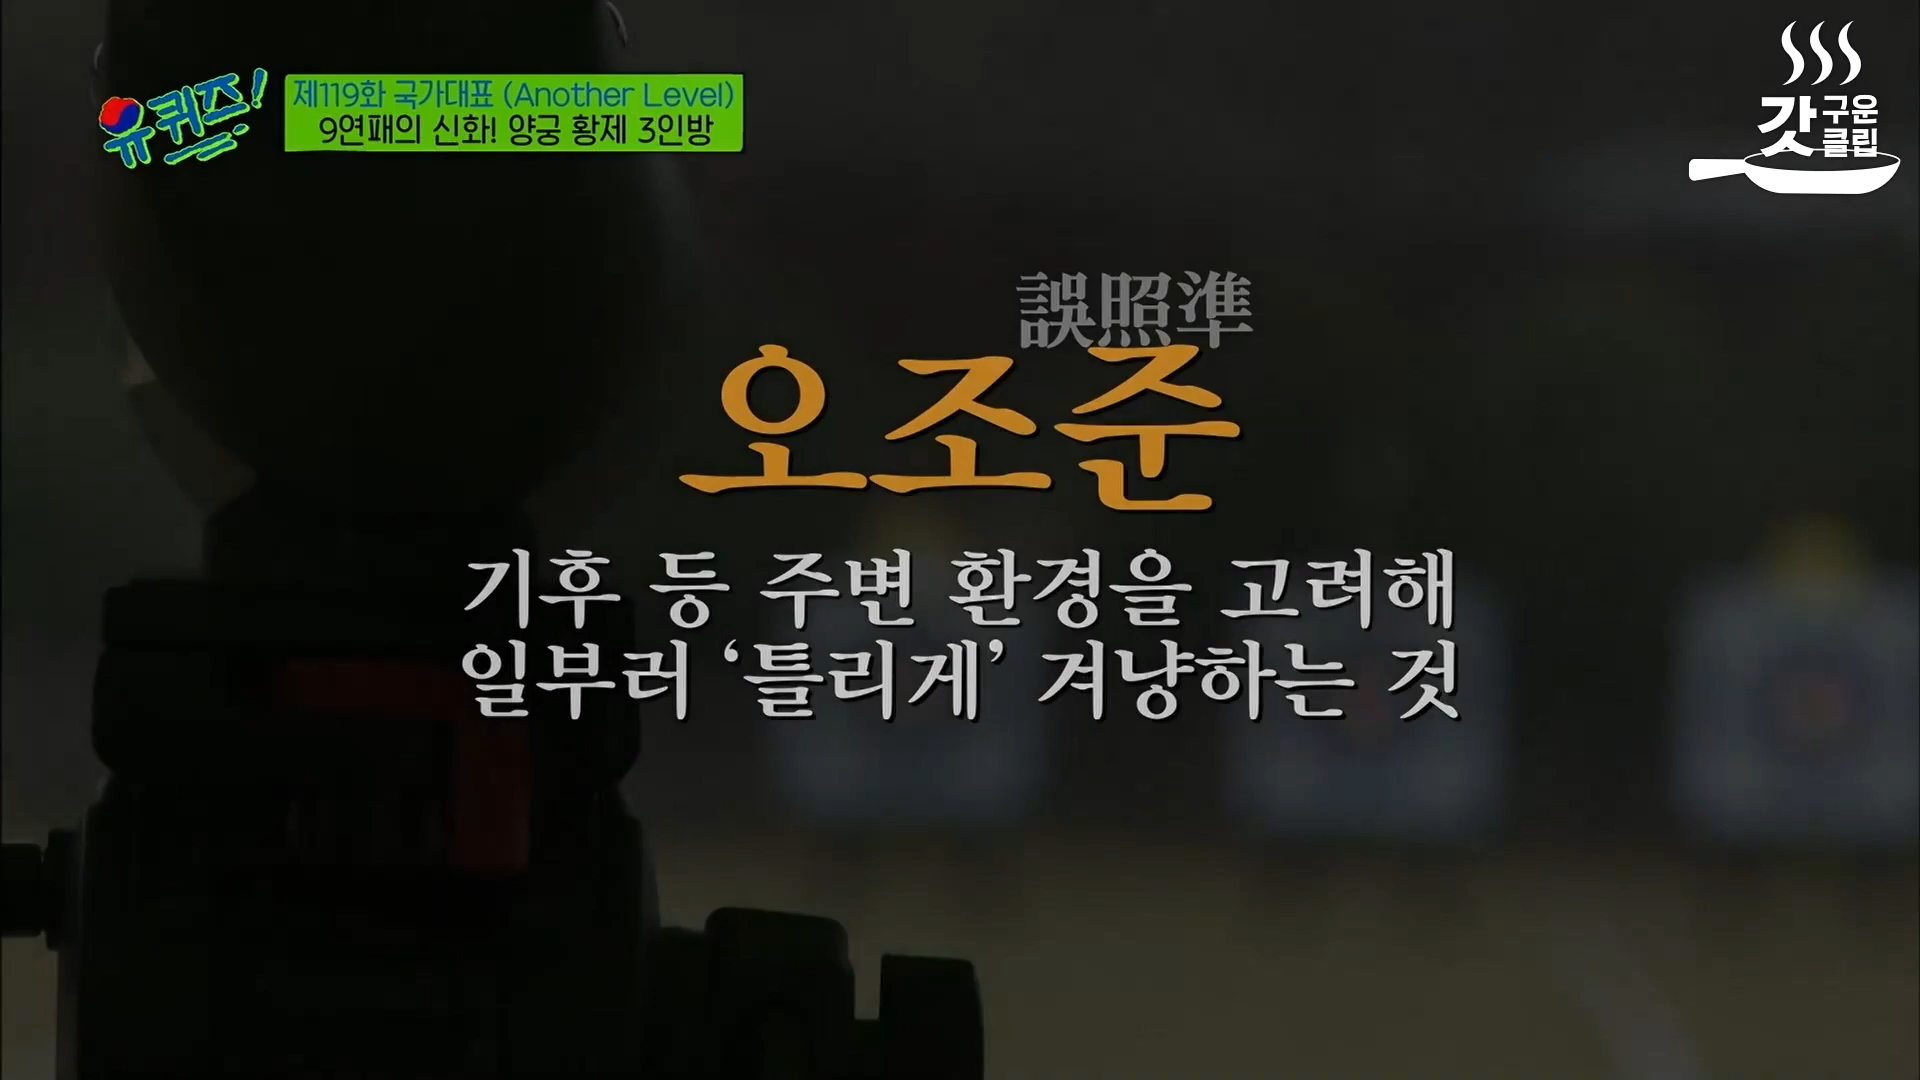 유퀴즈!
제119화 국가대표 (Another Level)
9연패의 신화! 양궁 황제 3인방
갓구운
클립
誤照準
오조준
기후 등 주변 환경을 고려해
일부러 ‘틀리게’ 겨냥하는 것